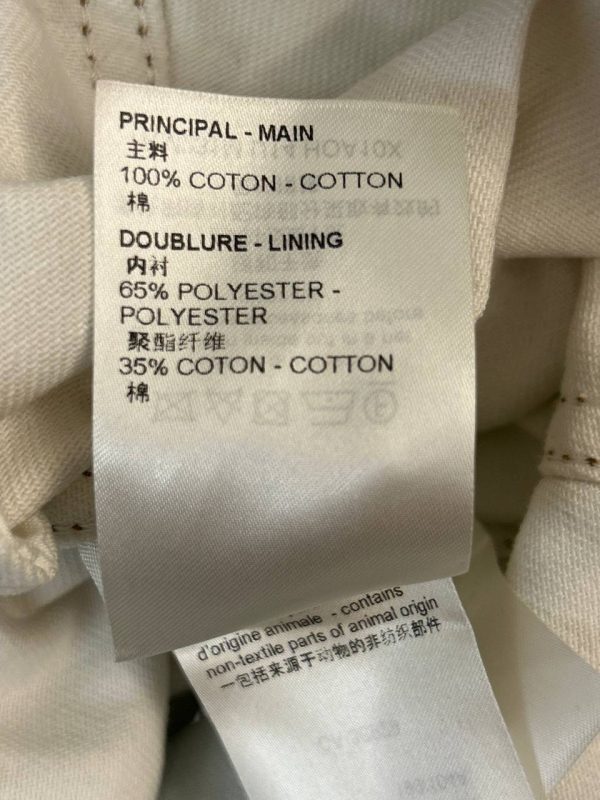 PRINCIPAL - MAIN
主料
100% COTON - COTTON
棉
DOUBLURE - LINING
内衬
65% POLYESTER -
POLYESTER
聚酯纤维
35% COTON - COTTON
棉
d'origine animale - contains
non-textile parts of animal origin
一包括来源于动物的非纺织部件